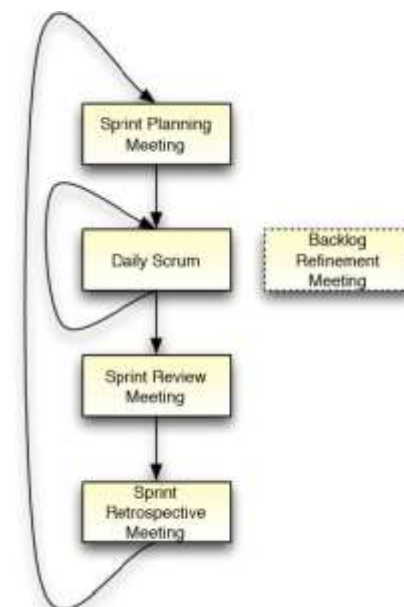 Sprint Planning
Meeting
Daily Scrum
Backlog
Refinement
Meeting
Sprint Review
Meeting
Sprint
Retrospective
Meeting